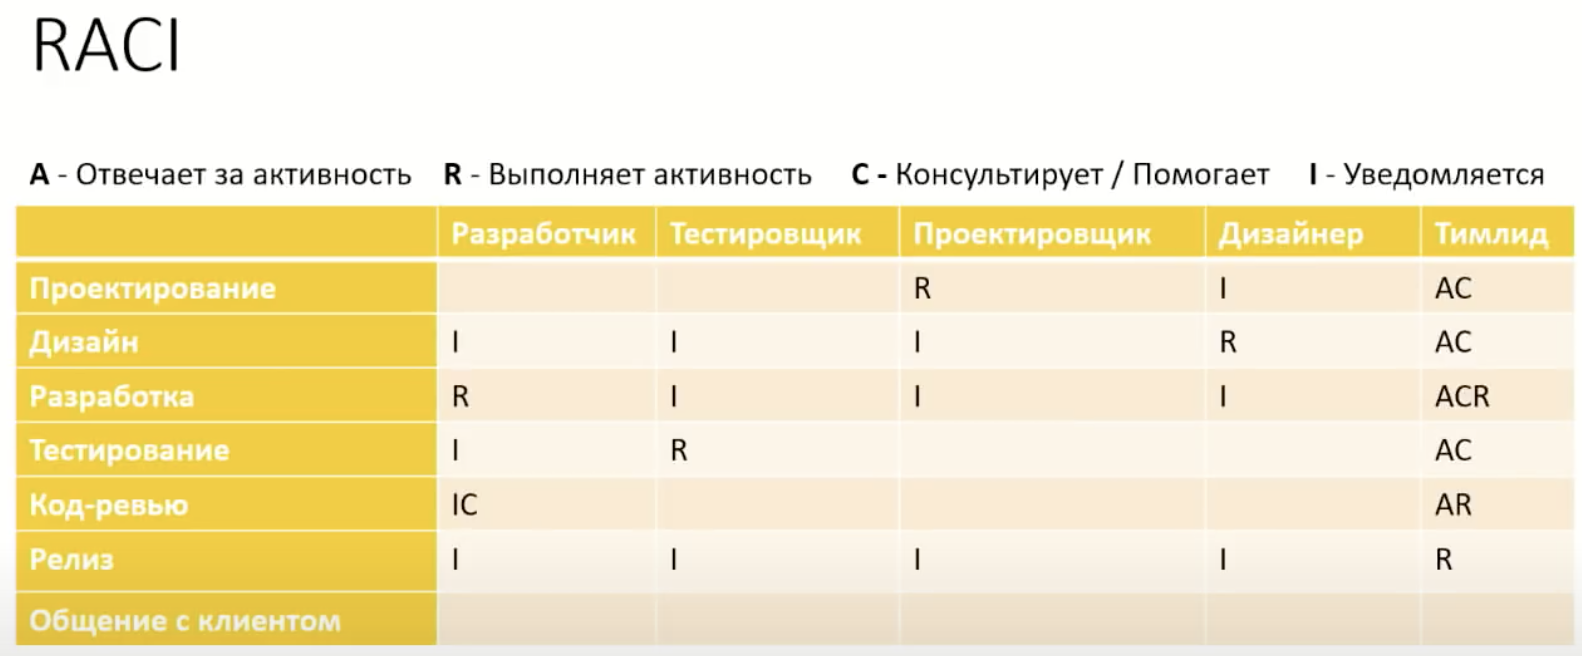 RACI
A - Отвечает за активность R - Выполняет активность C - Консультирует / Помогает I - Уведомляется
Разработчик Тестировщик Проектировщик Дизайнер Тимлид
Проектирование R I AC
Дизайн I I I R AC
Разработка R I I I ACR
Тестирование I R AC
Код-ревью IC AR
Релиз I I I I R
Общение с клиентом